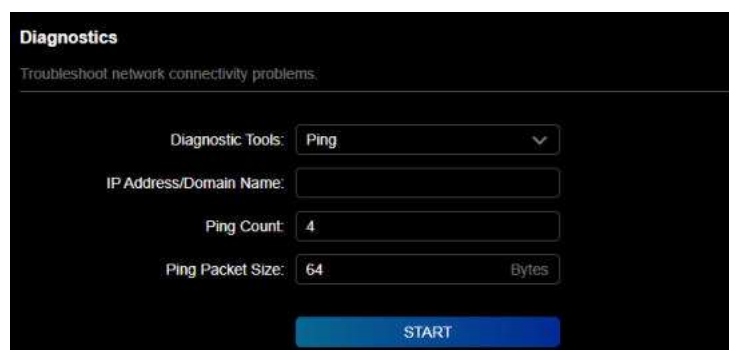 Diagnostics
Troubleshoot network connectivity problems.
Diagnostic Tools: Ping
IP Address/Domain Name:
Ping Count: 4
Ping Packet Size: 64 Bytes
START